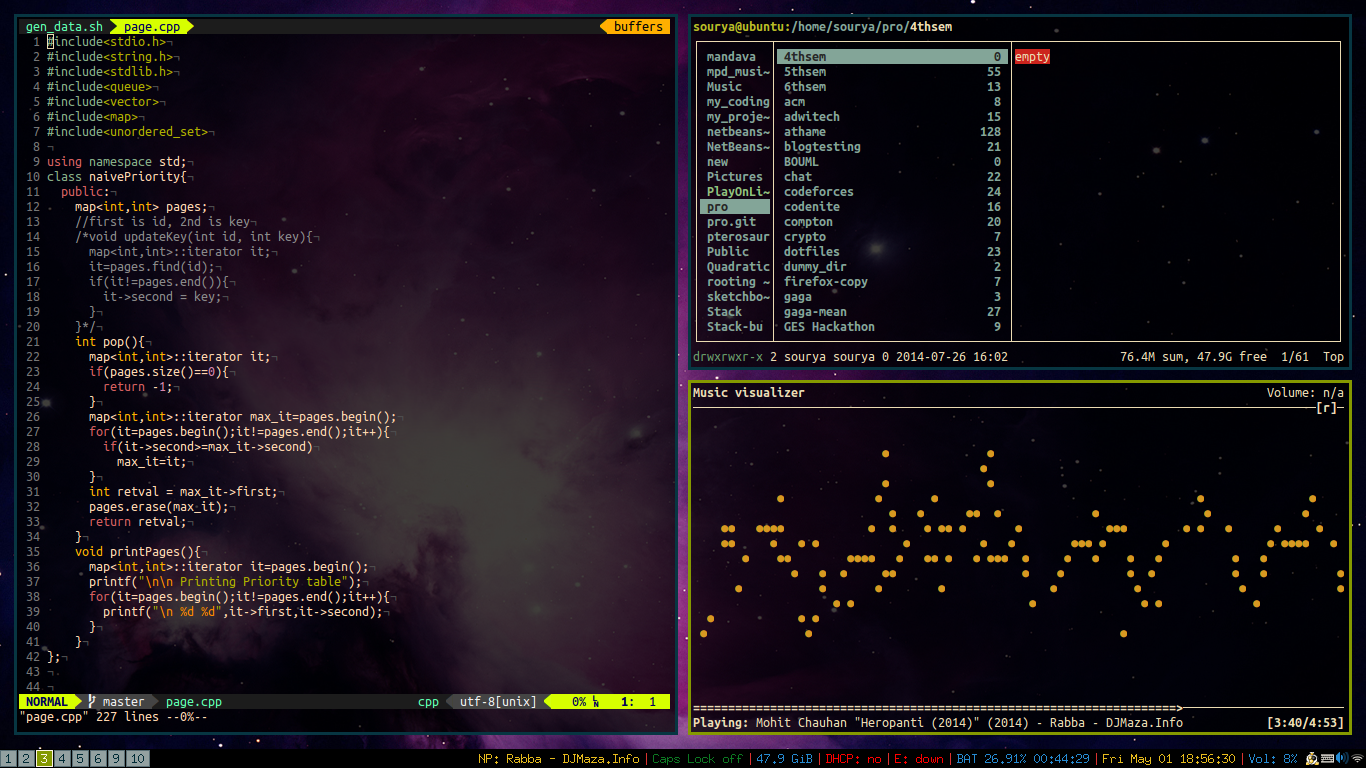 gen_data.sh page.cpp buffers
1 #include<stdio.h>¬
2 #include<string.h>¬
3 #include<stdlib.h>¬
4 #include<queue>¬
5 #include<vector>¬
6 #include<map>¬
7 #include<unordered_set>¬
8 ¬
9 using namespace std;¬
10 class naivePriority{¬
11 public:¬
12 map<int,int> pages;¬
13 //first is id, 2nd is key¬
14 /*void updateKey(int id, int key){¬
15 map<int,int>::iterator it;¬
16 it=pages.find(id);¬
17 if(it!=pages.end()){¬
18 it->second = key;¬
19 }¬
20 }*/¬
21 int pop(){¬
22 map<int,int>::iterator it;¬
23 if(pages.size()==0){¬
24 return -1;¬
25 }¬
26 map<int,int>::iterator max_it=pages.begin();¬
27 for(it=pages.begin();it!=pages.end();it++){¬
28 if(it->second>=max_it->second)¬
29 max_it=it;¬
30 }¬
31 int retval = max_it->first;¬
32 pages.erase(max_it);¬
33 return retval;¬
34 }¬
35 void printPages(){¬
36 map<int,int>::iterator it=pages.begin();¬
37 printf("\n\n Printing Priority table");¬
38 for(it=pages.begin();it!=pages.end();it++){¬
39 printf("\n %d %d",it->first,it->second);¬
40 }¬
41 }¬
42 };¬
43 ¬
44 ¬
NORMAL master page.cpp cpp utf-8[unix] 0% 1: 1
"page.cpp" 227 lines --0%--
sourya@ubuntu:/home/sourya/pro/4thsem
mandava 4thsem 0 empty
mpd_musi~ 5thsem 55
Music 6thsem 13
my_coding acm 8
my_proje~ adwitech 15
netbeans~ athame 128
NetBeans~ blogtesting 21
new BOUML 0
Pictures chat 22
PlayOnLi~ codeforces 24
pro codenite 16
pro.git compton 20
pterosaur crypto 7
Public dotfiles 23
Quadratic dummy_dir 2
rooting ~ firefox-copy 7
sketchbo~ gaga 3
Stack gaga-mean 27
Stack-bu GES Hackathon 9
drwxrwxr-x 2 sourya sourya 0 2014-07-26 16:02 76.4M sum, 47.9G free 1/61 Top
Music visualizer Volume: n/a
[r]
================================================================>
Playing: Mohit Chauhan "Heropanti (2014)" (2014) - Rabba - DJMaza.Info [3:40/4:53]
1 2 3 4 5 6 9 10 NP: Rabba - DJMaza.Info|Caps Lock off|47.9 GiB|DHCP: no|E: down|BAT 26.91% 00:44:29|Fri May 01 18:56:30|Vol: 8%